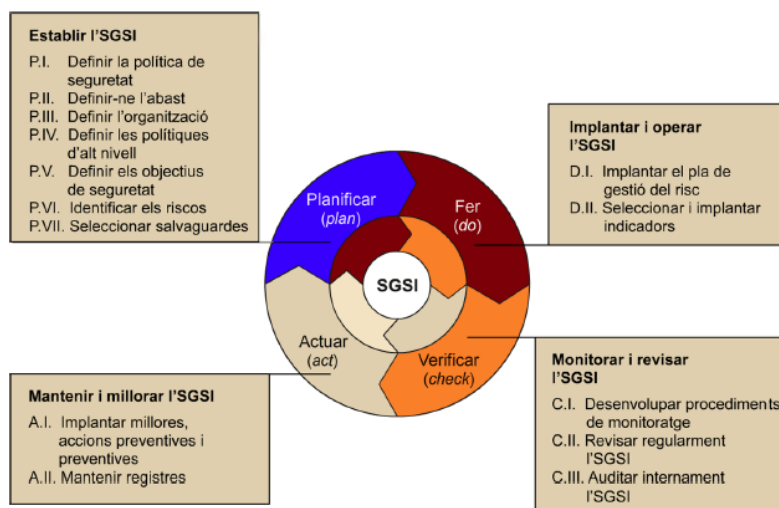 Establir l'SGSI
P.I. Definir la política de
seguretat
P.II. Definir-ne l'abast
P.III. Definir l'organització
P.IV. Definir les polítiques
d'alt nivell
P.V. Definir els objectius
de seguretat
P.VI. Identificar els riscos
P.VII. Seleccionar salvaguardes
Implantar i operar
l'SGSI
D.I. Implantar el pla de
gestió del risc
D.II. Seleccionar i implantar
indicadors
Planificar
(plan)
Fer
(do)
SGSI
Actuar
(act)
Verificar
(check)
Mantenir i millorar l'SGSI
A.I. Implantar millores,
accions preventives i
preventives
A.II. Mantenir registres
Monitorar i revisar
l'SGSI
C.I. Desenvolupar procediments
de monitoratge
C.II. Revisar regularment
l'SGSI
C.III. Auditar internament
l'SGSI